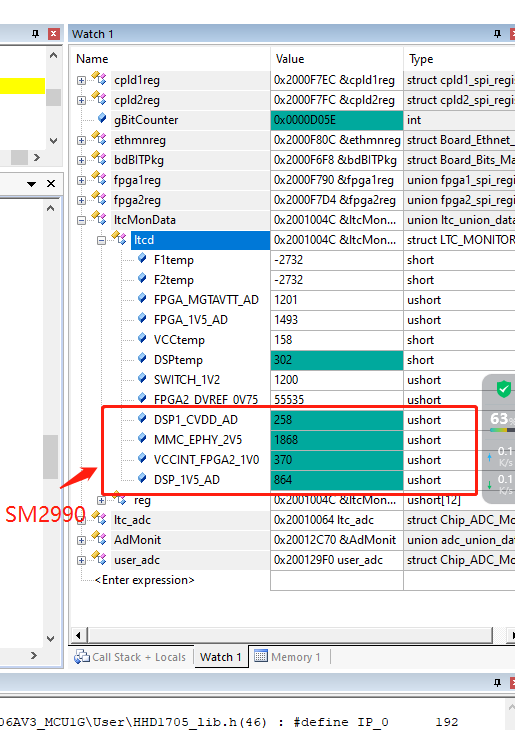 Watch 1
Name Value Type
cpld1reg 0x2000F7EC &cpld1reg struct cpld1_spi_regi
cpld2reg 0x2000F7FC &cpld2reg struct cpld2_spi_regi
gBitCounter 0x0000D05E int
ethmnreg 0x2000F80C &ethmnreg struct Board_Ethnet_
bdBITPkg 0x2000F6F8 &bdBITPkg struct Board_Bits_Ma
fpga1reg 0x2000F790 &fpga1reg union fpga1_spi_regi
fpga2reg 0x2000F7D4 &fpga2reg union fpga2_spi_regi
ltcMonData 0x2001004C &ltcMon... union ltc_union_data
ltcd 0x2001004C &ltcMon... struct LTC_MONITOR
F1temp -2732 short
F2temp -2732 short
FPGA_MGTAVTT_AD 1201 ushort
FPGA_1V5_AD 1493 ushort
VCCtemp 158 short
DSPtemp 302 short
SWITCH_1V2 1200 ushort
FPGA2_DVREF_0V75 55535 ushort
DSP1_CVDD_AD 258 ushort
63%
MMC_EPHY_2V5 1868 ushort
VCCINT_FPGA2_1V0 370 ushort
0.1
K/s
DSP_1V5_AD 864 ushort
0.1
K/s
reg 0x2001004C &ltcMon... ushort[12]
SM2990
ltc_adc 0x20010064 ltc_adc struct Chip_ADC_Mo
AdMonit 0x20012C70 &AdMonit union adc_union_dat
user_adc 0x200129F0 user_adc struct Chip_ADC_Mo
<Enter expression>
Call Stack + Locals Watch 1 Memory 1
06AV3_MCU1G\User\HHD1705_lib.h(46) : #define IP_0 192